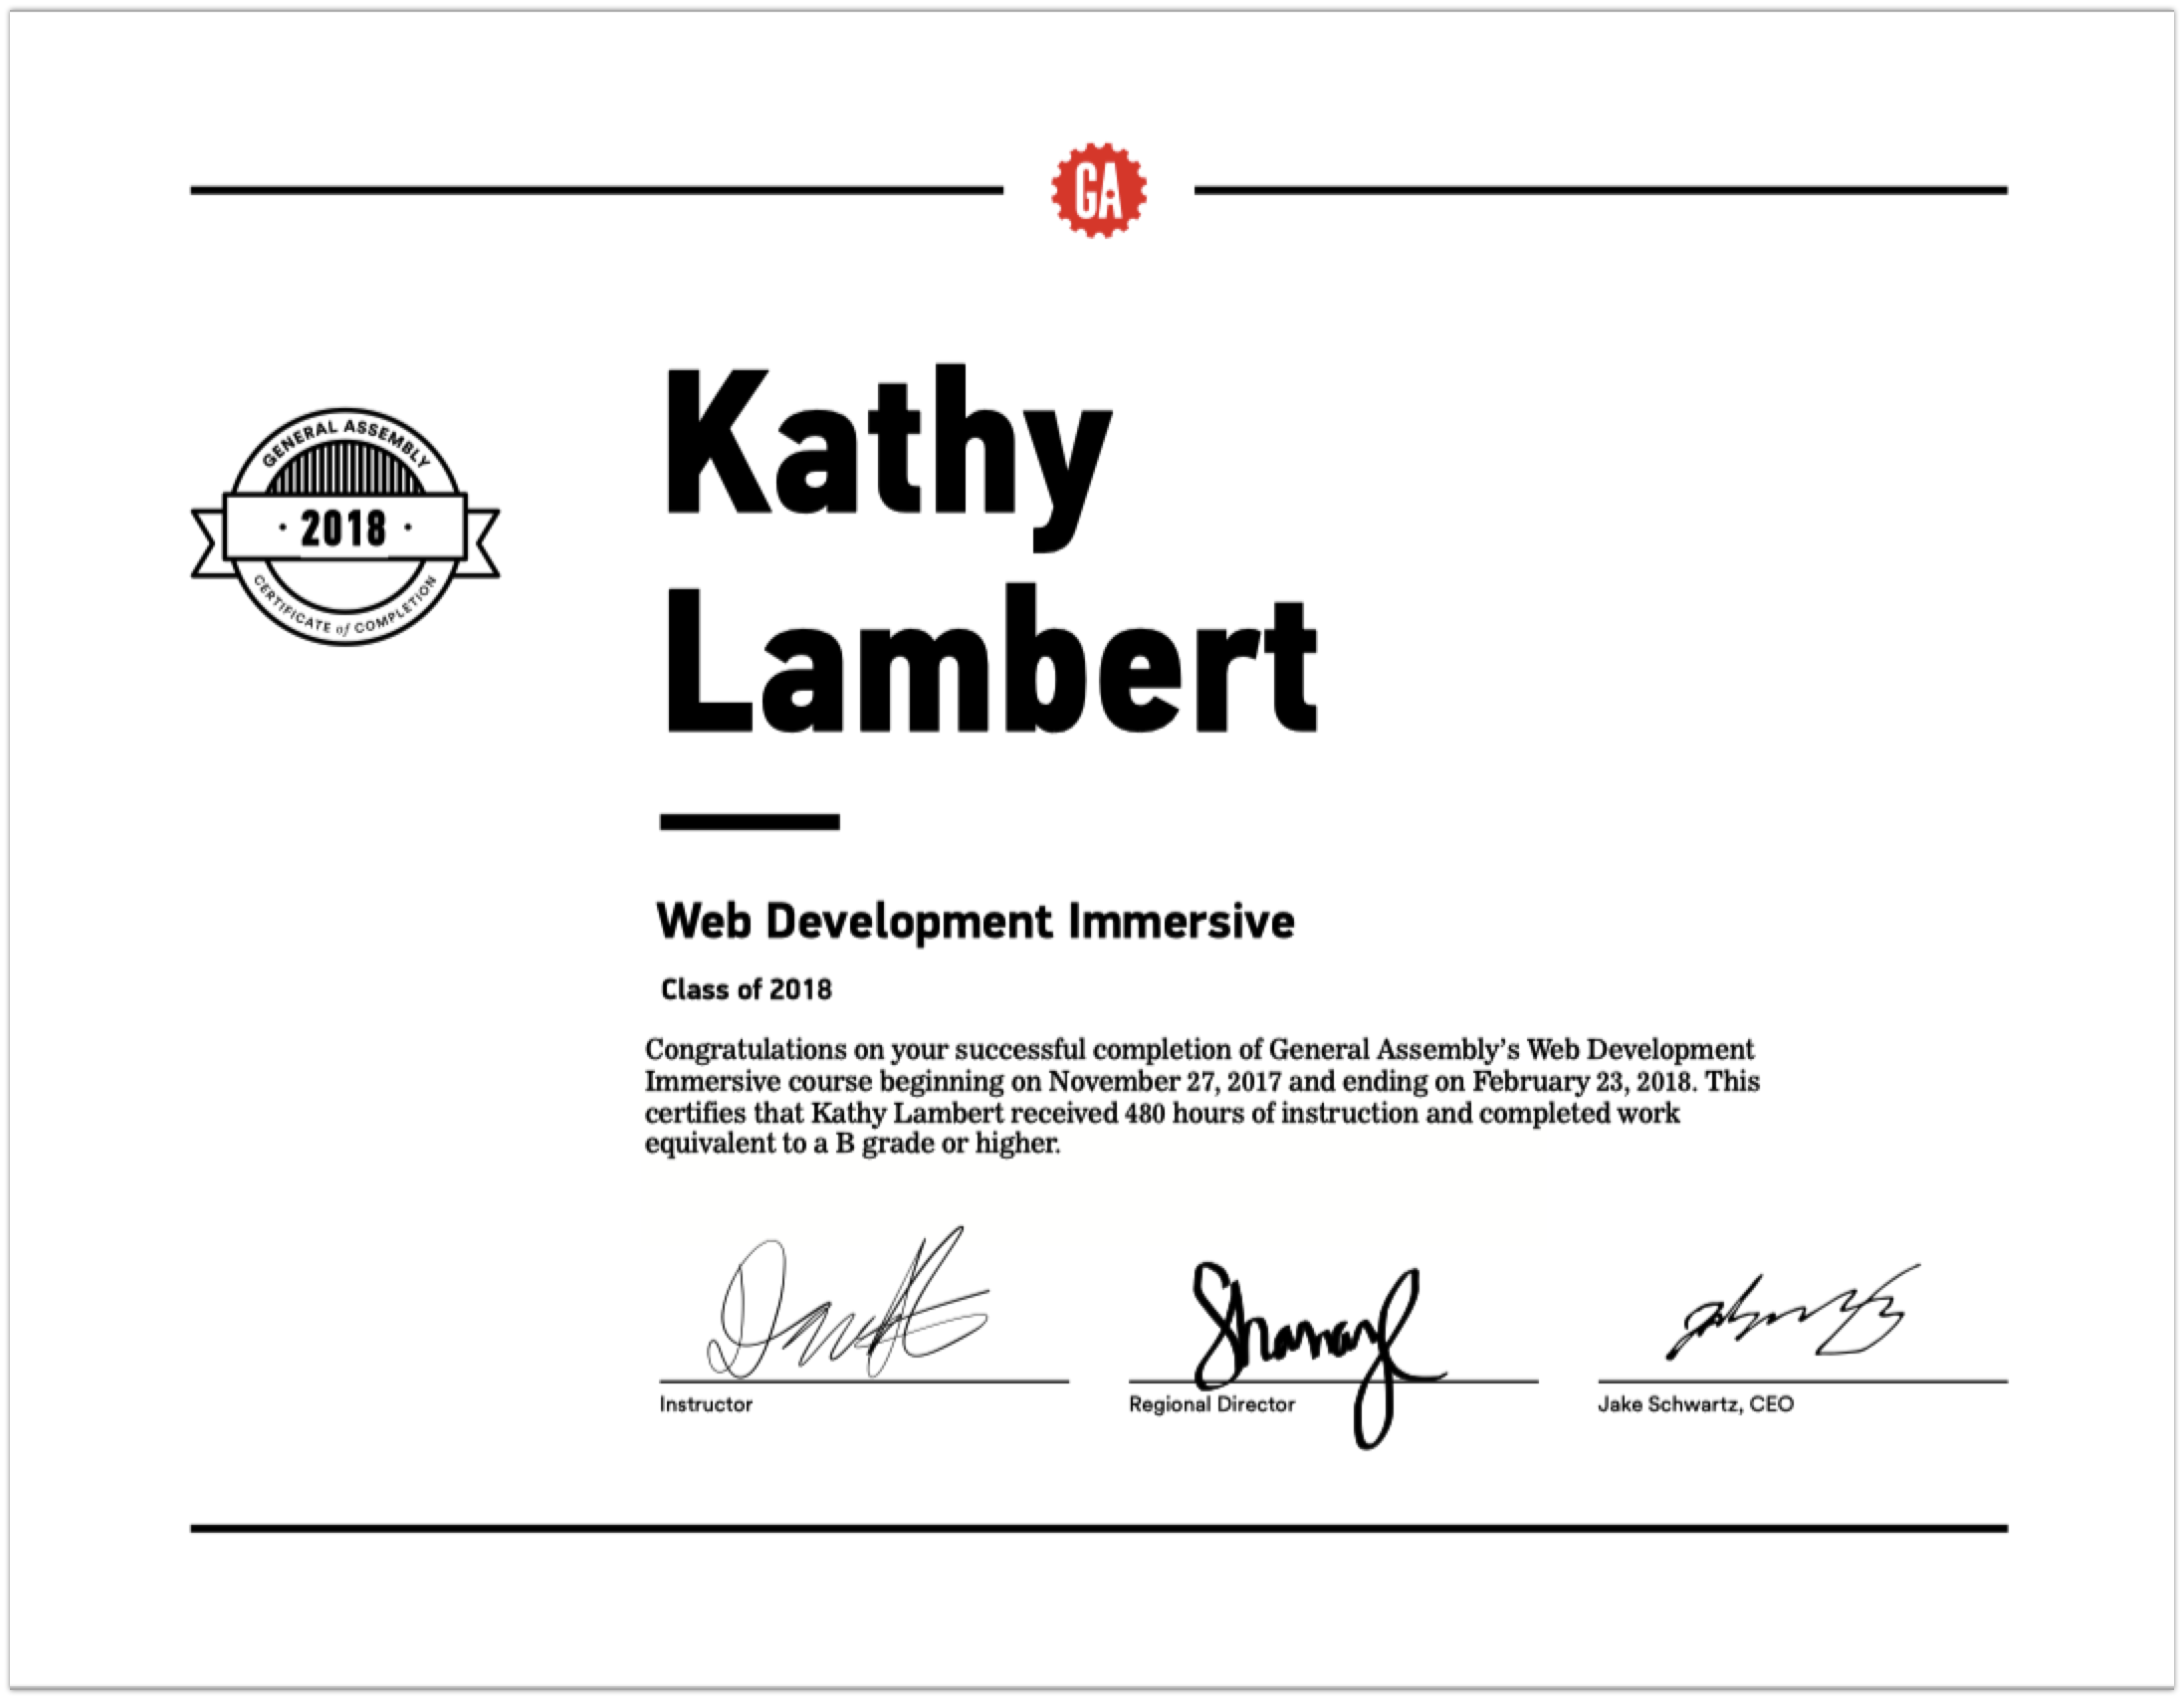 GA
Kathy
Lambert
GENERAL ASSEMBLY
· 2018 ·
CERTIFICATE of COMPLETION
Web Development Immersive
Class of 2018
Congratulations on your successful completion of General Assembly’s Web Development
Immersive course beginning on November 27, 2017 and ending on February 23, 2018. This
certifies that Kathy Lambert received 480 hours of instruction and completed work
equivalent to a B grade or higher.
Instructor
Regional Director
Jake Schwartz, CEO